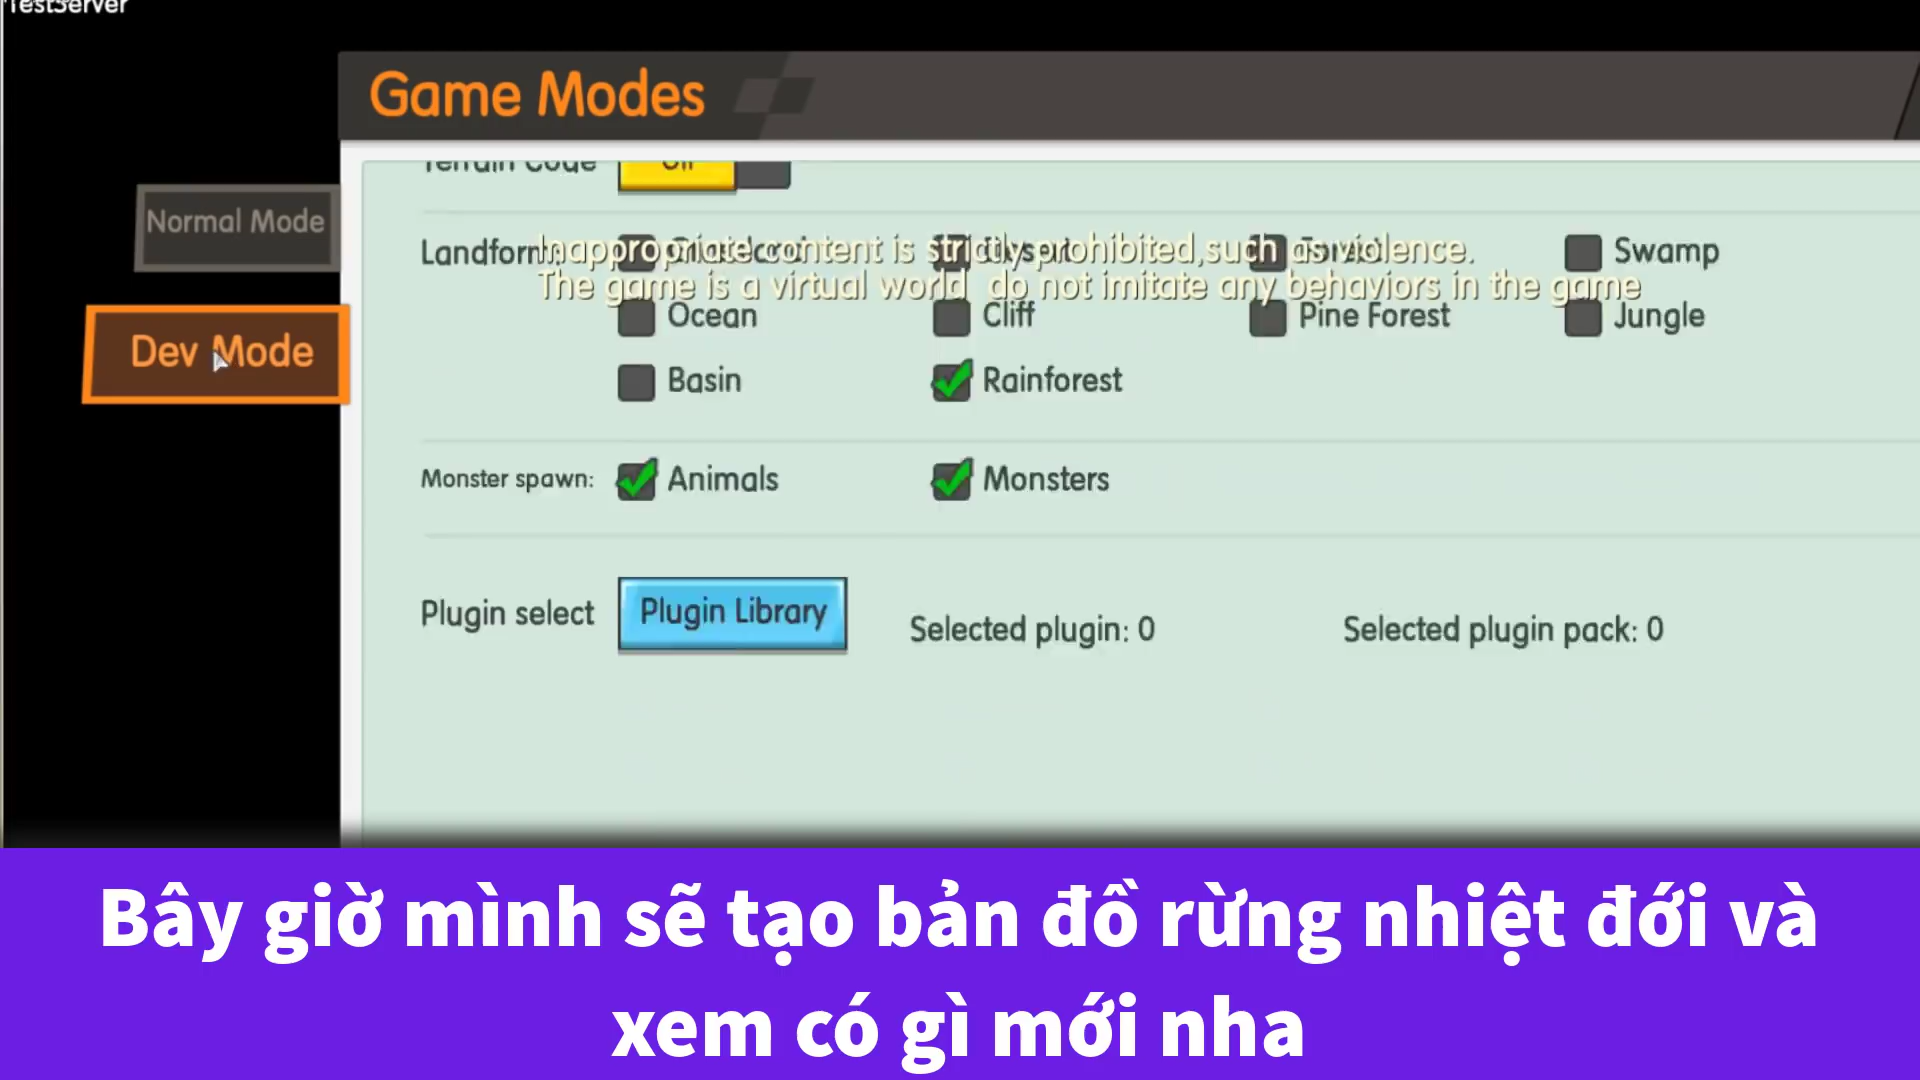 TestServer
Game Modes
Terrain Code
Off
Normal Mode
Landform:
Inappropriate content is strictly prohibited,such as violence.
Swamp
The game is a virtual world do not imitate any behaviors in the game
Ocean
Cliff
Pine Forest
Jungle
Dev Mode
Basin
Rainforest
Monster spawn:
Animals
Monsters
Plugin select
Plugin Library
Selected plugin: 0
Selected plugin pack: 0
Bây giờ mình sẽ tạo bản đồ rừng nhiệt đới và
xem có gì mới nha